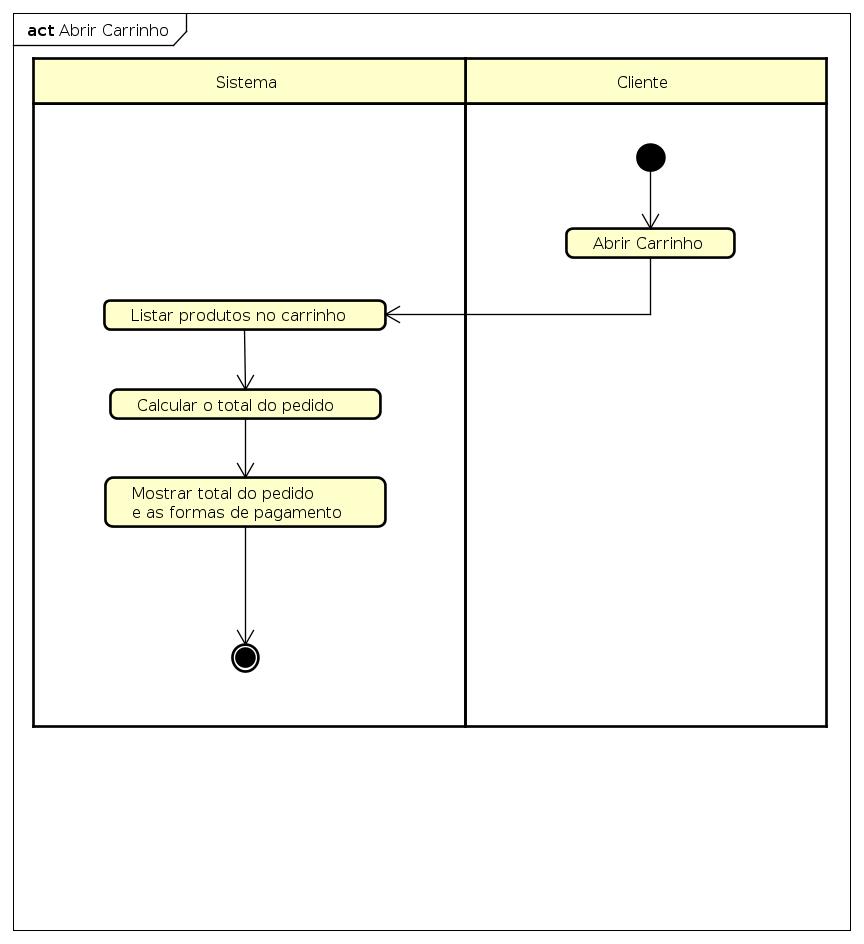 act Abrir Carrinho
Sistema
Cliente
Abrir Carrinho
Listar produtos no carrinho
Calcular o total do pedido
Mostrar total do pedido
e as formas de pagamento